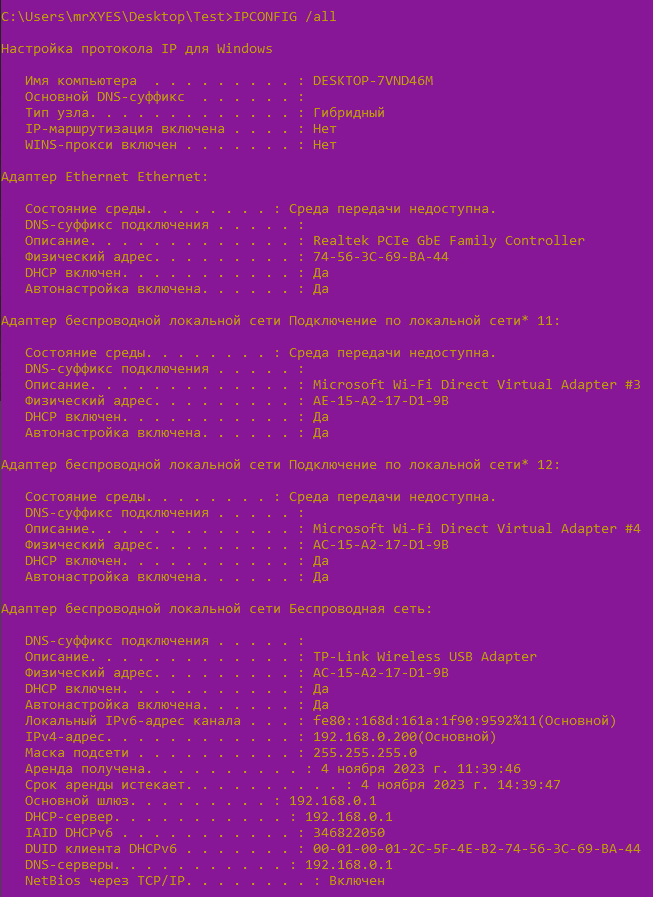 C:\Users\mrXYES\Desktop\Test>IPCONFIG /all
Настройка протокола IP для Windows
Имя компьютера  . . . . . . . . . : DESKTOP-7VND46M
Основной DNS-суффикс  . . . . . . :
Тип узла. . . . . . . . . . . . . : Гибридный
IP-маршрутизация включена . . . . : Нет
WINS-прокси включен . . . . . . . : Нет
Адаптер Ethernet Ethernet:
Состояние среды. . . . . . . . : Среда передачи недоступна.
DNS-суффикс подключения . . . . . :
Описание. . . . . . . . . . . . . : Realtek PCIe GbE Family Controller
Физический адрес. . . . . . . . . : 74-56-3C-69-BA-44
DHCP включен. . . . . . . . . . . : Да
Автонастройка включена. . . . . . : Да
Адаптер беспроводной локальной сети Подключение по локальной сети* 11:
Состояние среды. . . . . . . . : Среда передачи недоступна.
DNS-суффикс подключения . . . . . :
Описание. . . . . . . . . . . . . : Microsoft Wi-Fi Direct Virtual Adapter #3
Физический адрес. . . . . . . . . : AE-15-A2-17-D1-9B
DHCP включен. . . . . . . . . . . : Да
Автонастройка включена. . . . . . : Да
Адаптер беспроводной локальной сети Подключение по локальной сети* 12:
Состояние среды. . . . . . . . : Среда передачи недоступна.
DNS-суффикс подключения . . . . . :
Описание. . . . . . . . . . . . . : Microsoft Wi-Fi Direct Virtual Adapter #4
Физический адрес. . . . . . . . . : AC-15-A2-17-D1-9B
DHCP включен. . . . . . . . . . . : Да
Автонастройка включена. . . . . . : Да
Адаптер беспроводной локальной сети Беспроводная сеть:
DNS-суффикс подключения . . . . . :
Описание. . . . . . . . . . . . . : TP-Link Wireless USB Adapter
Физический адрес. . . . . . . . . : AC-15-A2-17-D1-9B
DHCP включен. . . . . . . . . . . : Да
Автонастройка включена. . . . . . : Да
Локальный IPv6-адрес канала . . . : fe80::168d:161a:1f90:9592%11(Основной)
IPv4-адрес. . . . . . . . . . . . : 192.168.0.200(Основной)
Маска подсети . . . . . . . . . . : 255.255.255.0
Аренда получена. . . . . . . . . . : 4 ноября 2023 г. 11:39:46
Срок аренды истекает. . . . . . . . . . : 4 ноября 2023 г. 14:39:47
Основной шлюз. . . . . . . . . : 192.168.0.1
DHCP-сервер. . . . . . . . . . . : 192.168.0.1
IAID DHCPv6 . . . . . . . . . . . : 346822050
DUID клиента DHCPv6 . . . . . . . : 00-01-00-01-2C-5F-4E-B2-74-56-3C-69-BA-44
DNS-серверы. . . . . . . . . . . : 192.168.0.1
NetBios через TCP/IP. . . . . . . . : Включен